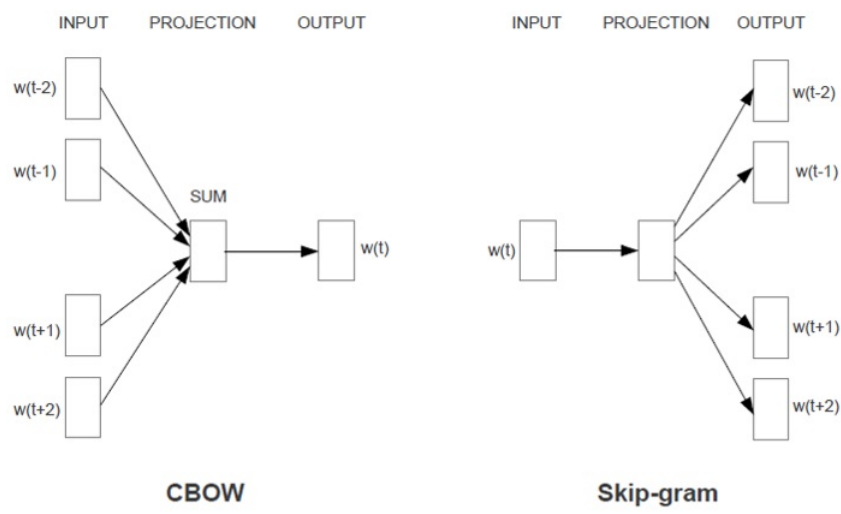 INPUT PROJECTION OUTPUT
w(t-2)
w(t-1)
SUM
w(t)
w(t+1)
w(t+2)
CBOW
INPUT PROJECTION OUTPUT
w(t-2)
w(t-1)
w(t)
w(t+1)
w(t+2)
Skip-gram